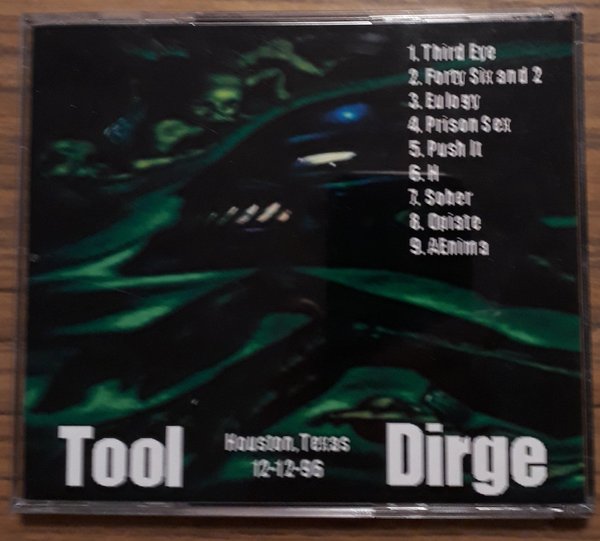 1. Third Eye
2. Forty Six and 2
3. Eulogy
4. Prison Sex
5. Push It
6. H
7. Sober
8. Opiate
9. AEnima
Tool
Houston, Texas
12-12-96
Dirge